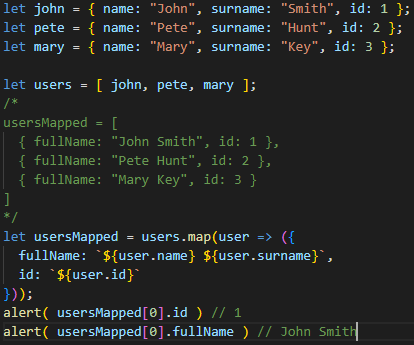 let john = { name: "John", surname: "Smith", id: 1 };
let pete = { name: "Pete", surname: "Hunt", id: 2 };
let mary = { name: "Mary", surname: "Key", id: 3 };

let users = [ john, pete, mary ];
/*
usersMapped = [
  { fullName: "John Smith", id: 1 },
  { fullName: "Pete Hunt", id: 2 },
  { fullName: "Mary Key", id: 3 }
]
*/
let usersMapped = users.map(user => ({
  fullName: `${user.name} ${user.surname}`,
  id: `${user.id}`
}));
alert( usersMapped[0].id ) // 1
alert( usersMapped[0].fullName ) // John Smith